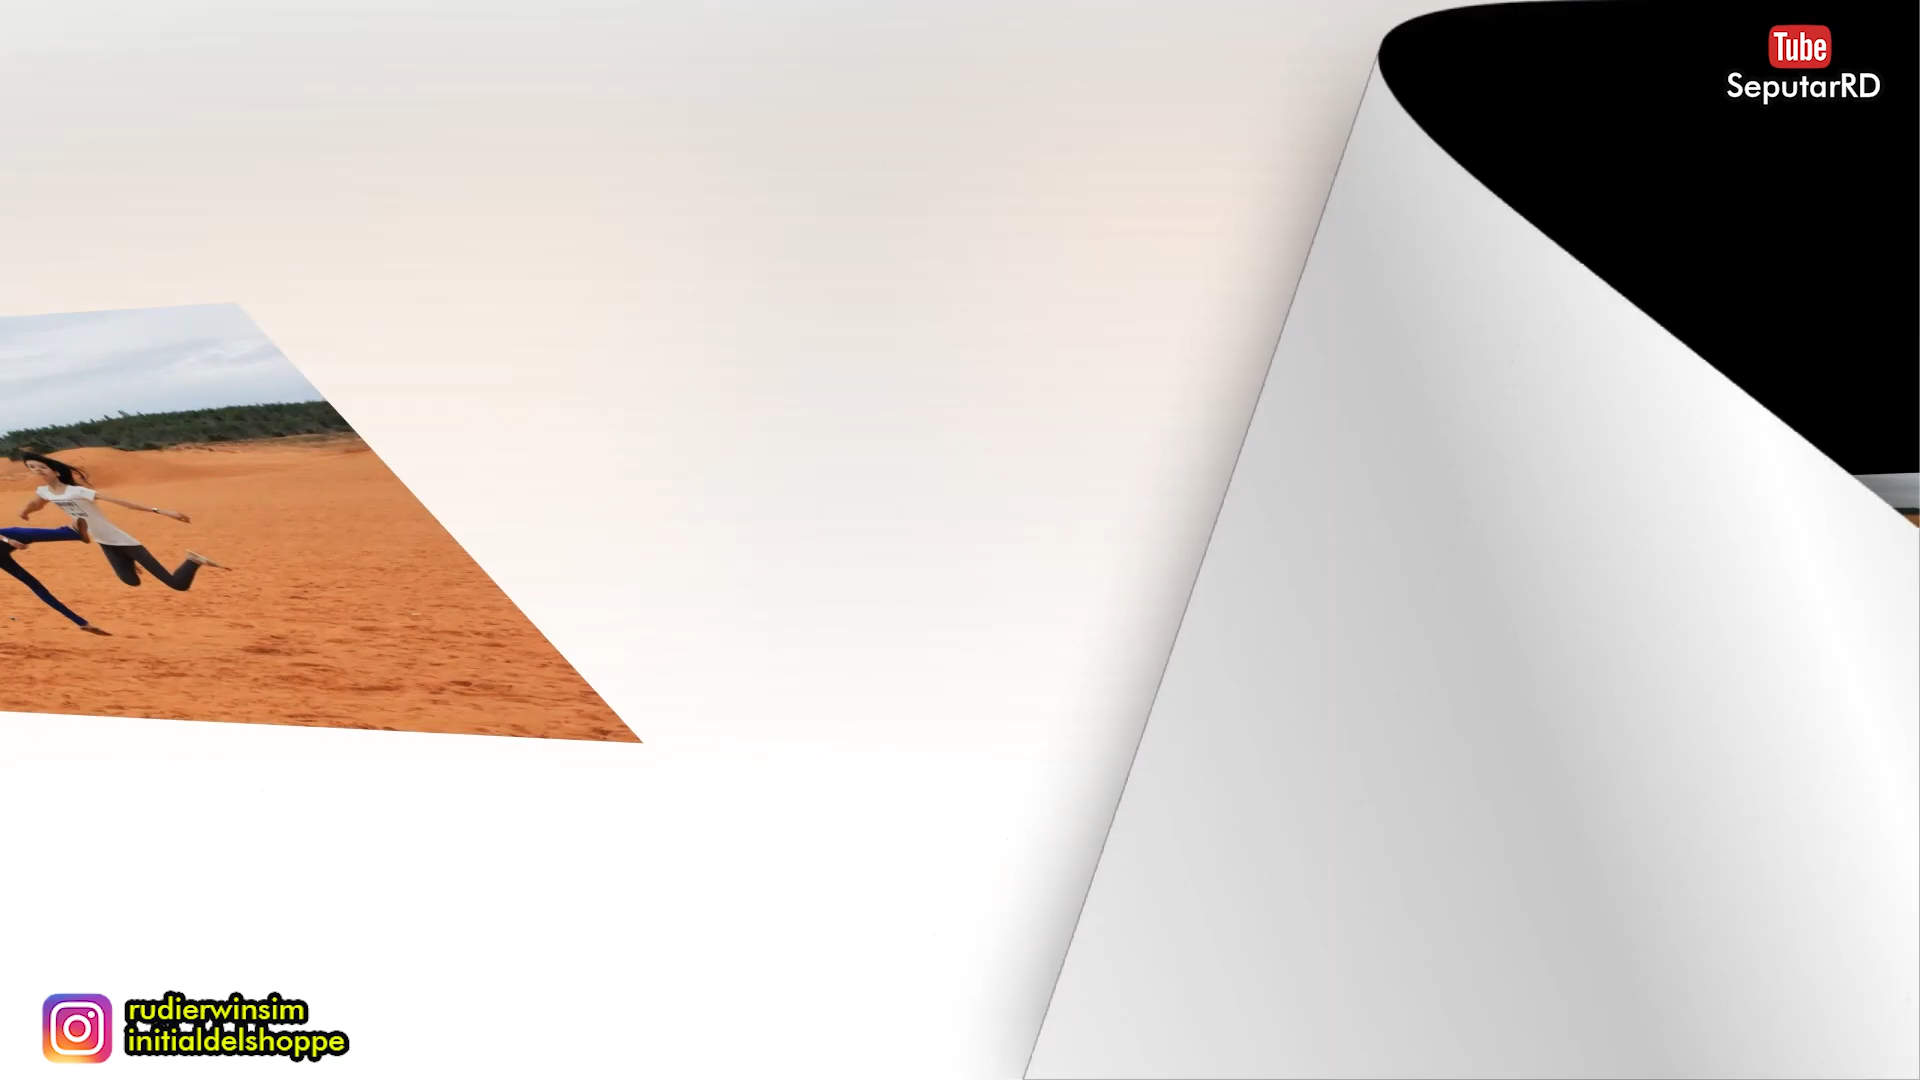 Tube
SeputarRD
rudierwinsim
initialdelshoppe